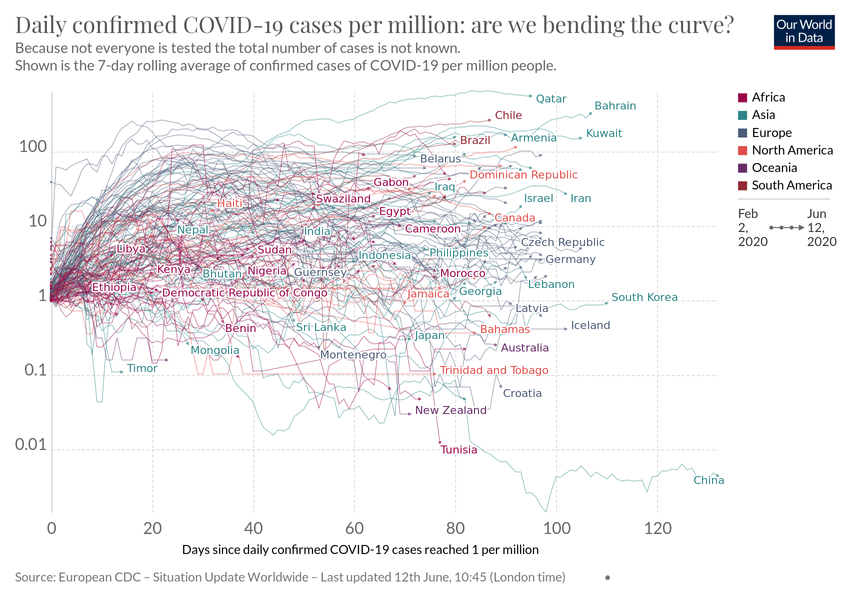 Daily confirmed COVID-19 cases per million: are we bending the curve?
Because not everyone is tested the total number of cases is not known.
Shown is the 7-day rolling average of confirmed cases of COVID-19 per million people.
Our World
in Data
Africa
Asia
Europe
North America
Oceania
South America
Feb
2,
2020
Jun
12,
2020
100
10
1
0.1
0.01
Qatar
Bahrain
Chile
Kuwait
Brazil
Armenia
Belarus
Dominican Republic
Gabon
Iraq
Swaziland
Israel
Iran
Haiti
Egypt
Canada
Nepal
India
Cameroon
Czech Republic
Libya
Sudan
Indonesia
Philippines
Germany
Kenya
Bhutan
Nigeria
Guernsey
Morocco
Lebanon
Ethiopia
Democratic Republic of Congo
Jamaica
Georgia
South Korea
Latvia
Benin
Sri Lanka
Japan
Bahamas
Iceland
Mongolia
Montenegro
Australia
Timor
Trinidad and Tobago
Croatia
New Zealand
Tunisia
China
0
20
40
60
80
100
120
Days since daily confirmed COVID-19 cases reached 1 per million
Source: European CDC – Situation Update Worldwide – Last updated 12th June, 10:45 (London time)